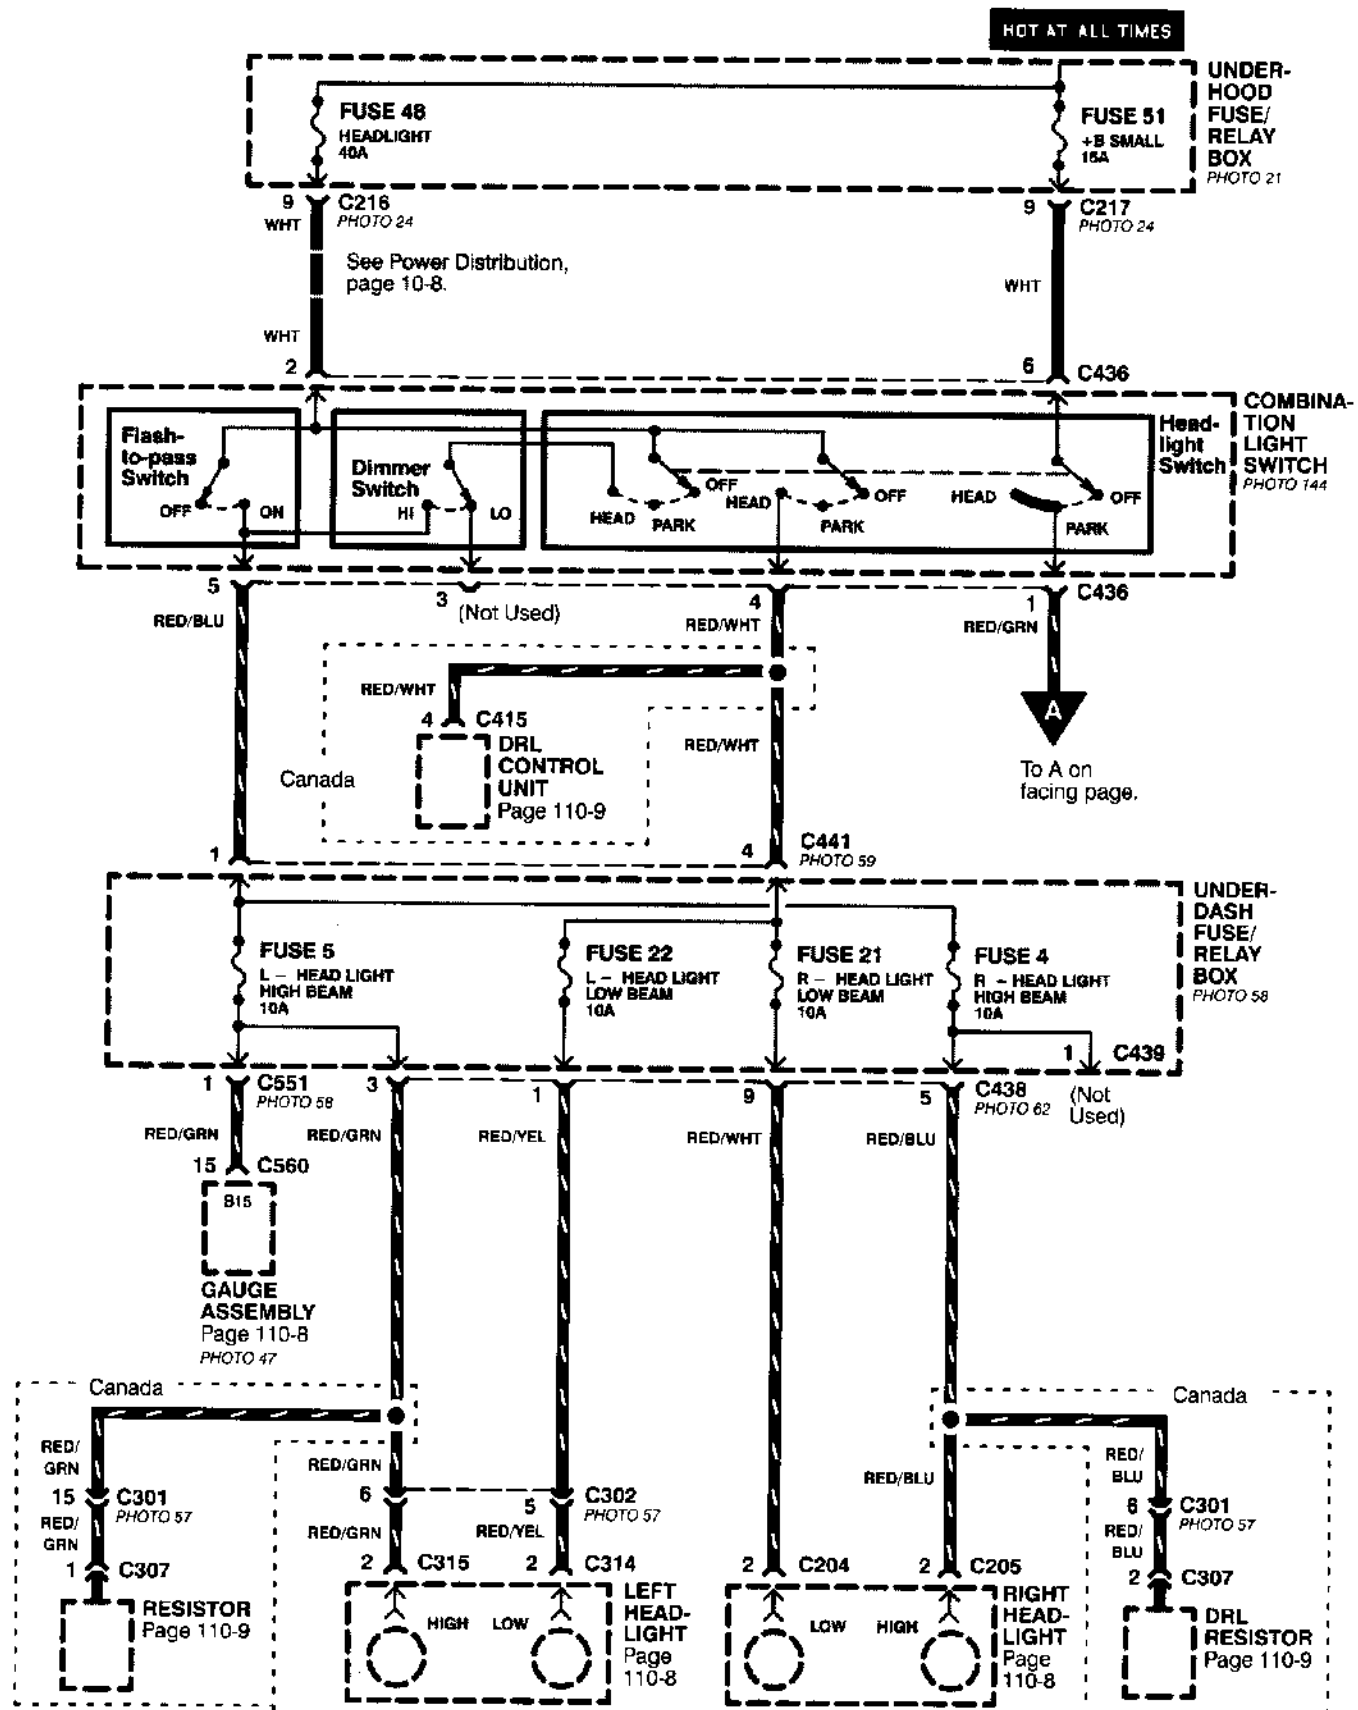 HOT AT ALL TIMES
UNDER-
HOOD
FUSE/
RELAY
BOX
PHOTO 21
FUSE 48
HEADLIGHT
40A
FUSE 51
+B SMALL
15A
9
C216
PHOTO 24
WHT
9
C217
PHOTO 24
See Power Distribution,
page 10-8.
WHT
WHT
2
6
C436
COMBINA-
TION
LIGHT
SWITCH
PHOTO 144
Flash-
to-pass
Switch
OFF
ON
Dimmer
Switch
HI
LO
Head-
light
Switch
OFF
HEAD
PARK
HEAD
OFF
PARK
HEAD
OFF
PARK
5
3
(Not Used)
4
1
C436
RED/BLU
RED/WHT
RED/GRN
RED/WHT
4
C415
DRL
CONTROL
UNIT
Page 110-9
Canada
RED/WHT
A
To A on
facing page.
1
4
C441
PHOTO 59
UNDER-
DASH
FUSE/
RELAY
BOX
PHOTO 58
FUSE 5
L – HEAD LIGHT
HIGH BEAM
10A
FUSE 22
L – HEAD LIGHT
LOW BEAM
10A
FUSE 21
R – HEAD LIGHT
LOW BEAM
10A
FUSE 4
R – HEAD LIGHT
HIGH BEAM
10A
1
C439
(Not
Used)
1
C551
PHOTO 58
3
1
9
5
C438
PHOTO 62
RED/GRN
RED/GRN
RED/YEL
RED/WHT
RED/BLU
15
C560
B15
GAUGE
ASSEMBLY
Page 110-8
PHOTO 47
Canada
Canada
RED/
GRN
RED/GRN
RED/BLU
RED/
BLU
15
C301
PHOTO 57
6
5
C302
PHOTO 57
6
C301
PHOTO 57
RED/
GRN
RED/GRN
RED/YEL
RED/
BLU
1
C307
2
C315
2
C314
2
C204
2
C205
2
C307
RESISTOR
Page 110-9
HIGH
LOW
LEFT
HEAD-
LIGHT
Page
110-8
LOW
HIGH
RIGHT
HEAD-
LIGHT
Page
110-8
DRL
RESISTOR
Page 110-9